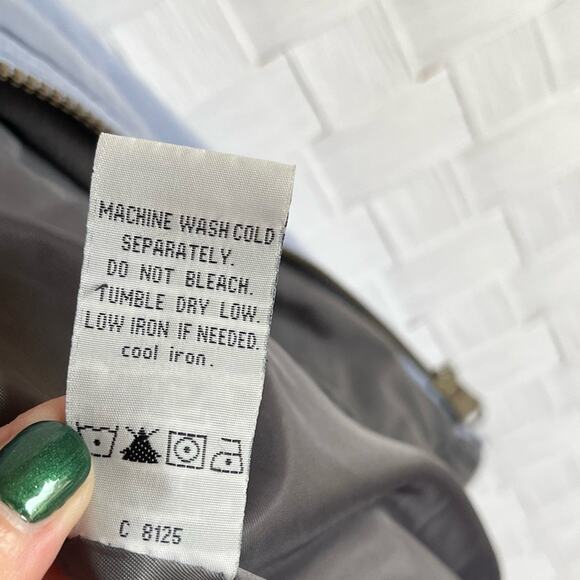 MACHINE WASH COLD
SEPARATELY.
DO NOT BLEACH.
TUMBLE DRY LOW.
LOW IRON IF NEEDED.
cool iron.
C 8125